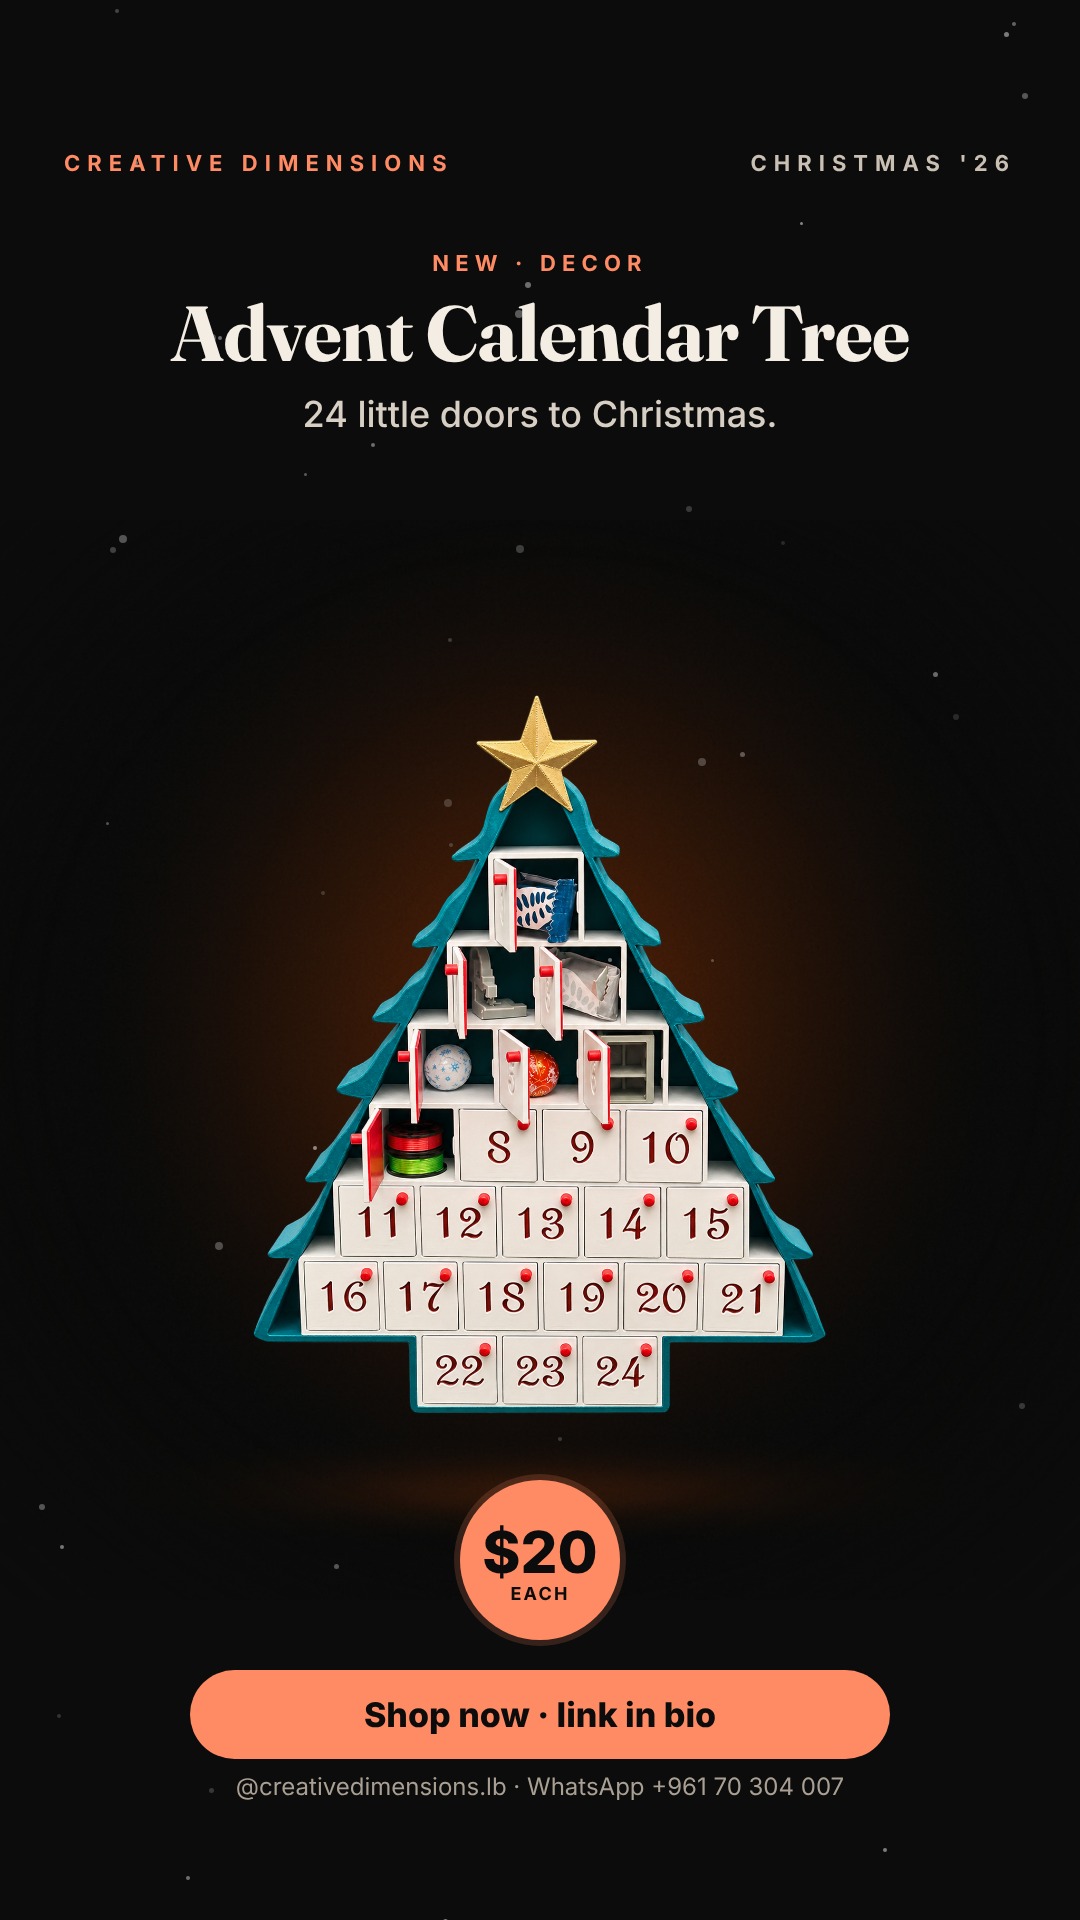 CREATIVE DIMENSIONS
CHRISTMAS '26
NEW · DECOR
Advent Calendar Tree
24 little doors to Christmas.
8 9 10
11 12 13 14 15
16 17 18 19 20 21
22 23 24
$20
EACH
Shop now · link in bio
@creativedimensions.lb · WhatsApp +961 70 304 007